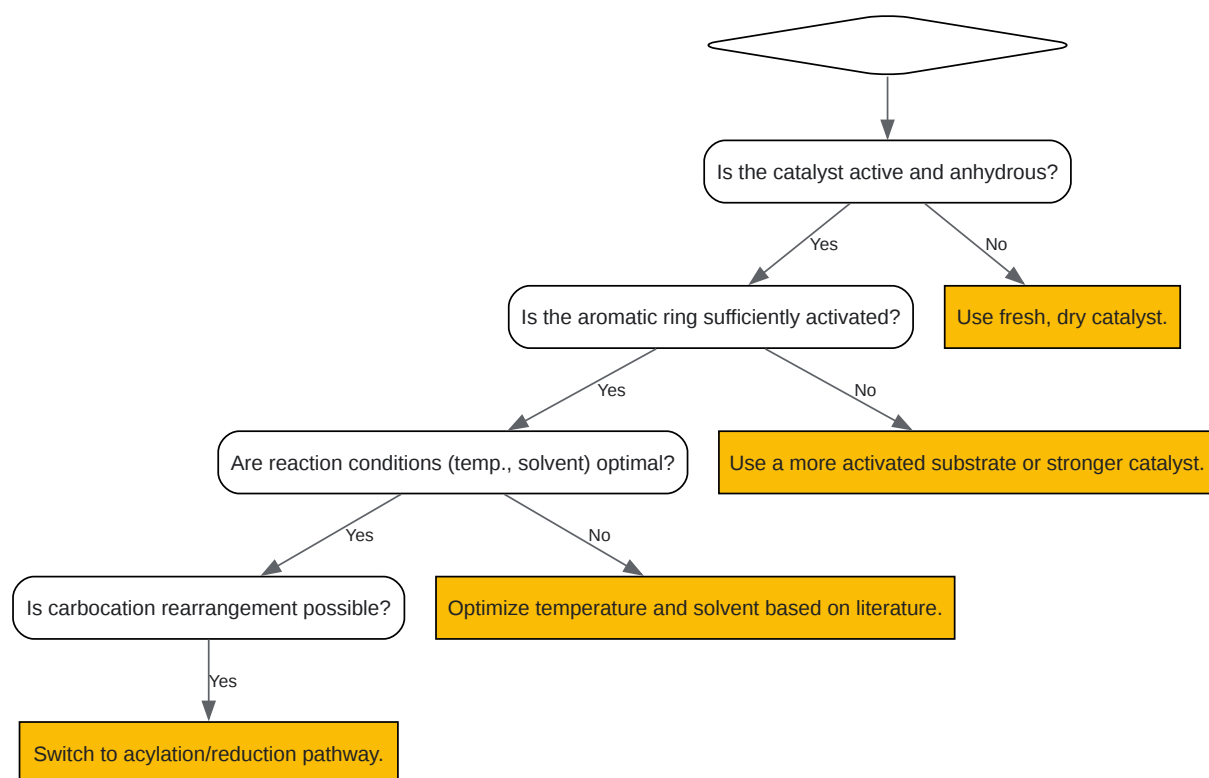 Is the catalyst active and anhydrous?
Yes
No
Is the aromatic ring sufficiently activated?
Use fresh, dry catalyst.
Yes
No
Are reaction conditions (temp., solvent) optimal?
Use a more activated substrate or stronger catalyst.
Yes
No
Is carbocation rearrangement possible?
Optimize temperature and solvent based on literature.
Yes
Switch to acylation/reduction pathway.